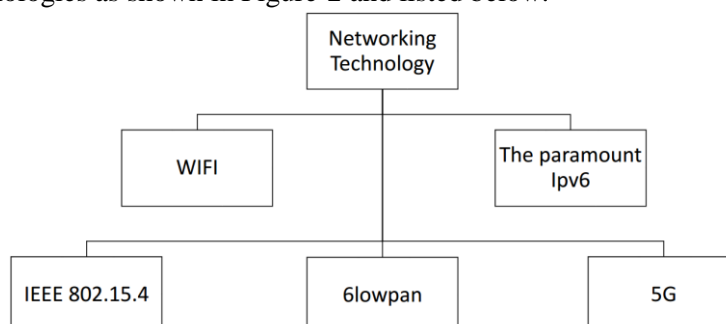 nologies as shown in Figure-2 and listed below:
Networking
Technology
WIFI
The paramount
Ipv6
IEEE 802.15.4
6lowpan
5G